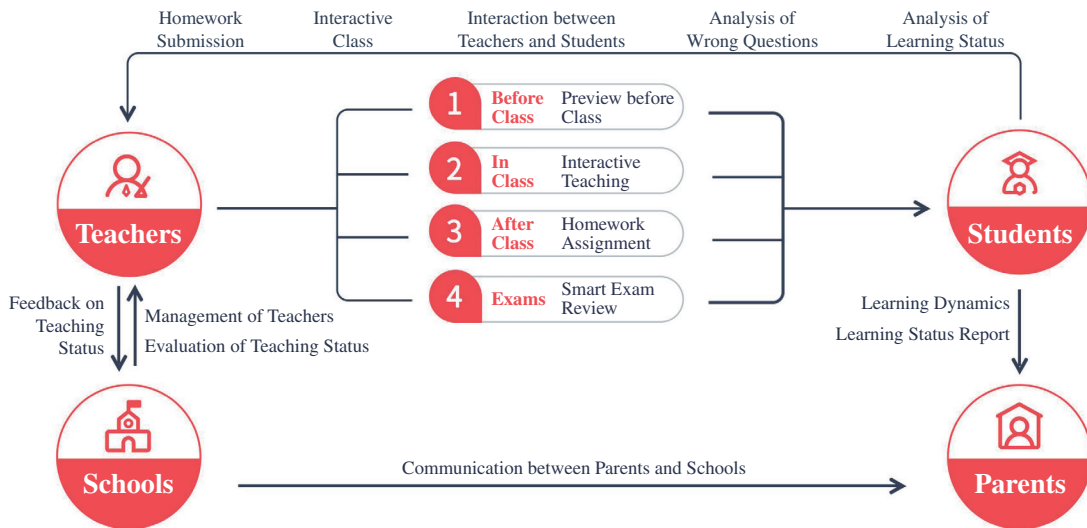 Homework Submission
Interactive Class
Interaction between Teachers and Students
Analysis of Wrong Questions
Analysis of Learning Status
1 Before Class Preview before Class
2 In Class Interactive Teaching
3 After Class Homework Assignment
4 Exams Smart Exam Review
Teachers
Students
Feedback on Teaching Status
Management of Teachers
Evaluation of Teaching Status
Learning Dynamics
Learning Status Report
Schools
Communication between Parents and Schools
Parents